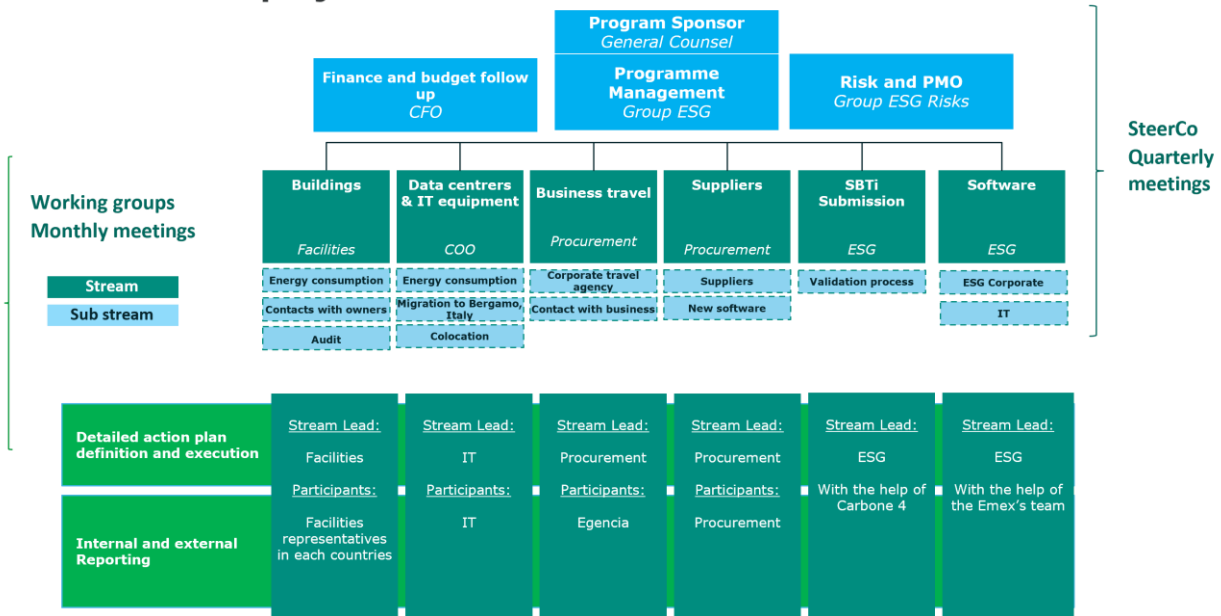 Program Sponsor
General Counsel
Finance and budget follow
up
CFO
Programme
Management
Group ESG
Risk and PMO
Group ESG Risks
SteerCo
Quarterly
meetings
Working groups
Monthly meetings
Stream
Sub stream
Buildings
Facilities
Energy consumption
Contacts with owners
Audit
Data centrers
& IT equipment
COO
Energy consumption
Migration to Bergamo,
Italy
Colocation
Business travel
Procurement
Corporate travel
agency
Contact with business
Suppliers
Procurement
Suppliers
New software
SBTi
Submission
ESG
Validation process
Software
ESG
ESG Corporate
IT
Detailed action plan
definition and execution
Internal and external
Reporting
Stream Lead:
Facilities
Participants:
Facilities
representatives
in each countries
Stream Lead:
IT
Participants:
IT
Stream Lead:
Procurement
Participants:
Egencia
Stream Lead:
Procurement
Participants:
Procurement
Stream Lead:
ESG
With the help of
Carbone 4
Stream Lead:
ESG
With the help of
the Emex's team